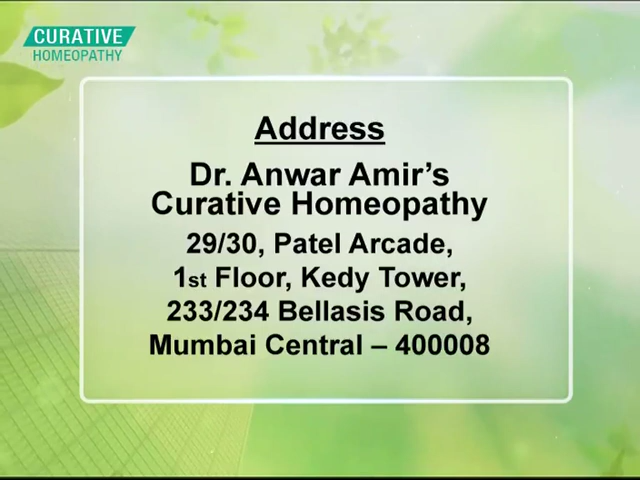 CURATIVE
HOMEOPATHY
Address
Dr. Anwar Amir’s
Curative Homeopathy
29/30, Patel Arcade,
1st Floor, Kedy Tower,
233/234 Bellasis Road,
Mumbai Central – 400008